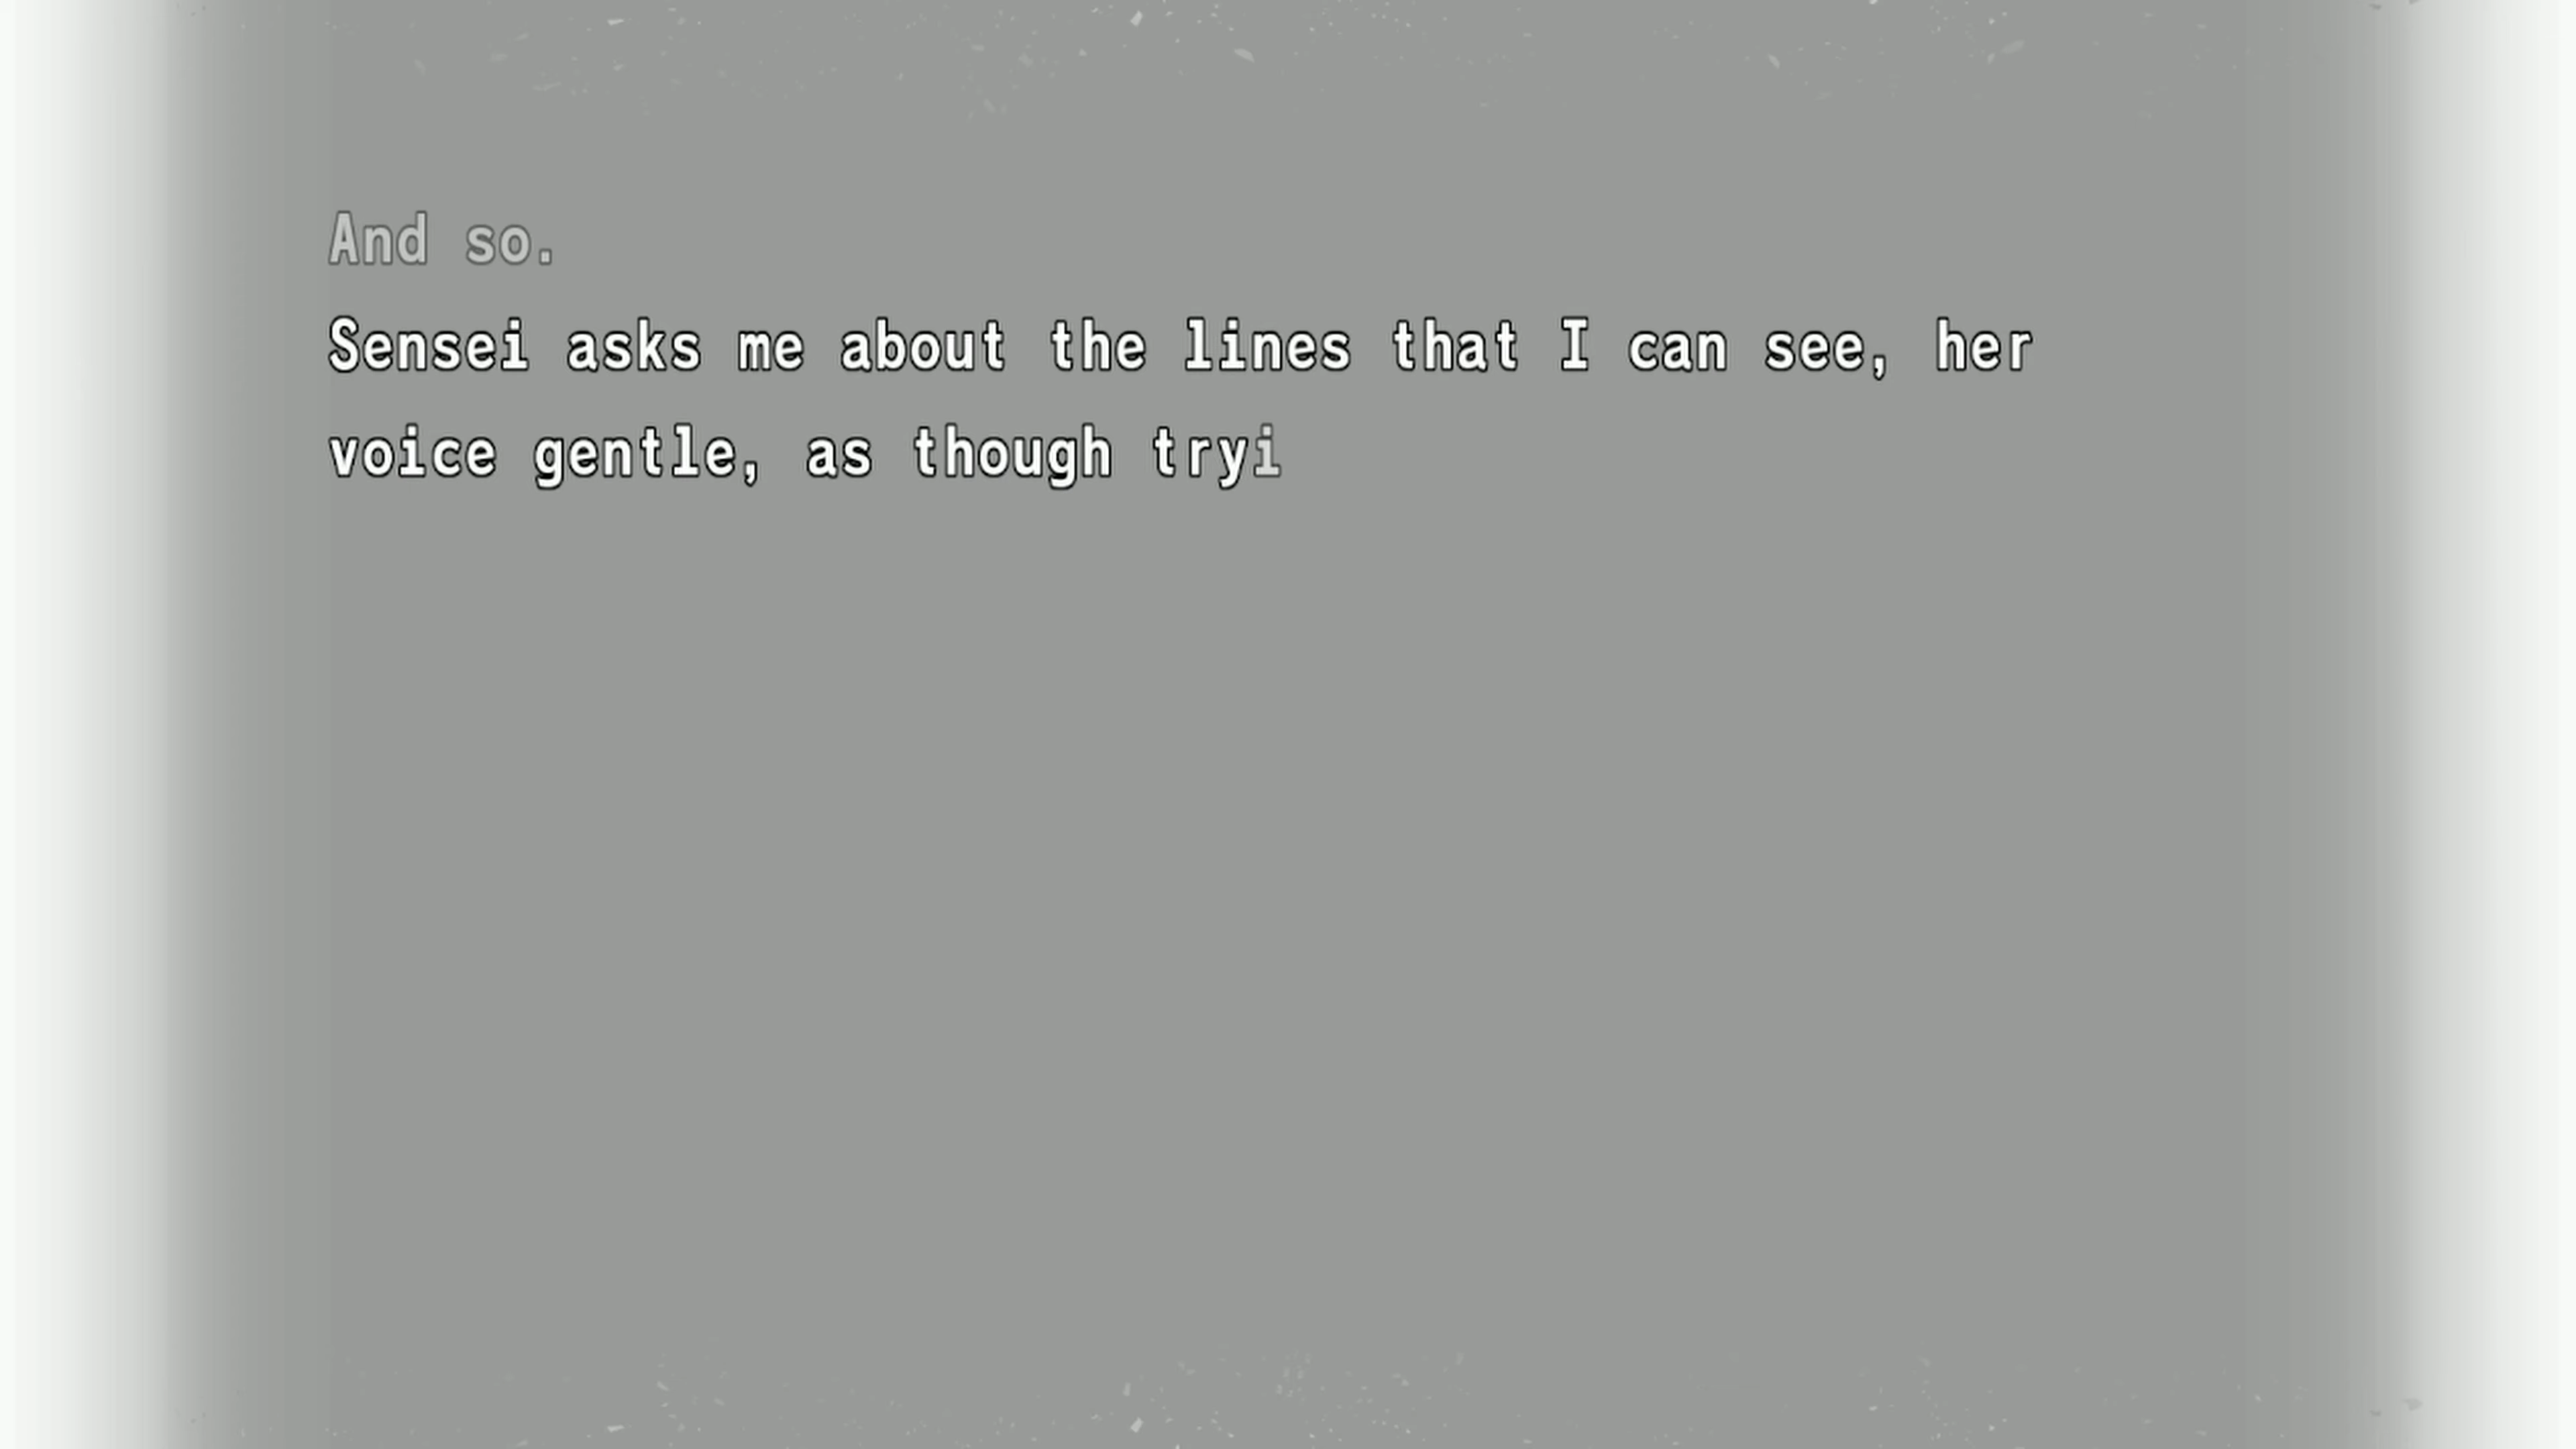 And so.
Sensei asks me about the lines that I can see, her
voice gentle, as though tryi